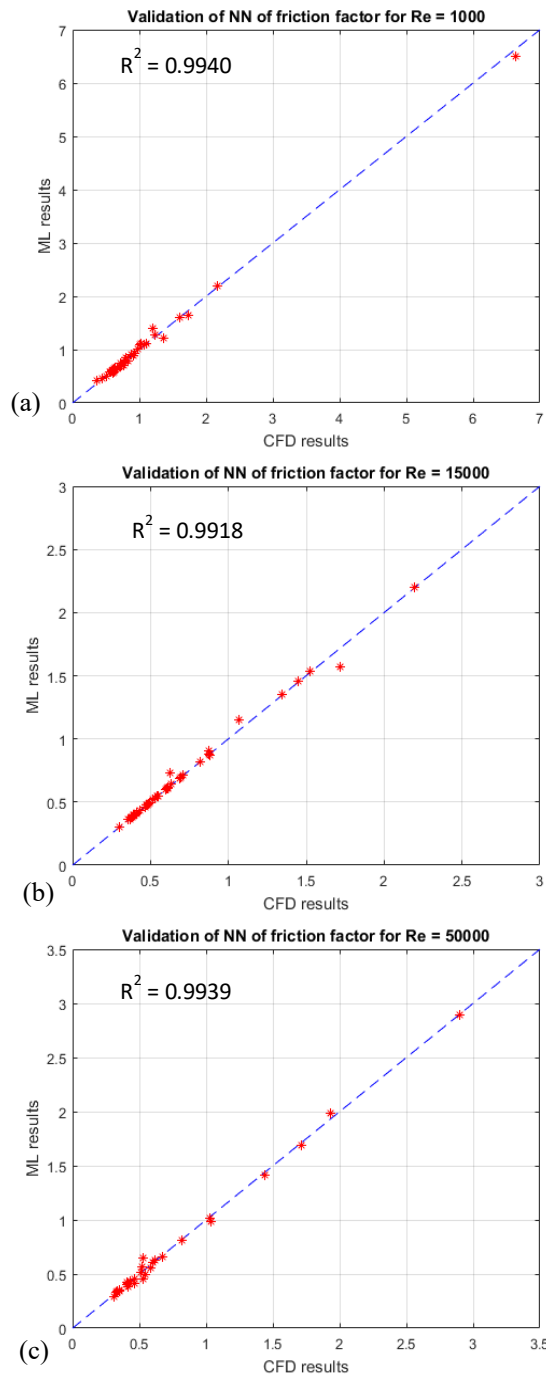 Validation of NN of friction factor for Re = 1000
R² = 0.9940
7
6
5
4
3
2
1
0
ML results
(a)
0 1 2 3 4 5 6 7
CFD results
Validation of NN of friction factor for Re = 15000
R² = 0.9918
3
2.5
2
1.5
1
0.5
0
ML results
(b)
0 0.5 1 1.5 2 2.5 3
CFD results
Validation of NN of friction factor for Re = 50000
R² = 0.9939
3.5
3
2.5
2
1.5
1
0.5
0
ML results
(c)
0 0.5 1 1.5 2 2.5 3 3.5
CFD results